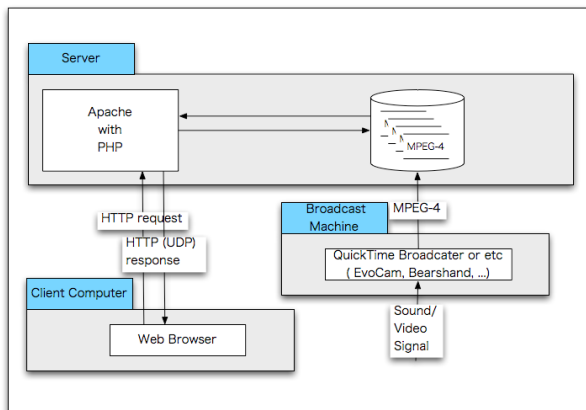 Server
Apache
with
PHP
M
M
M
MPEG-4
HTTP request
HTTP (UDP)
response
MPEG-4
Broadcast
Machine
QuickTime Broadcater or etc
( EvoCam, Bearshand, ...)
Client Computer
Web Browser
Sound/
Video
Signal